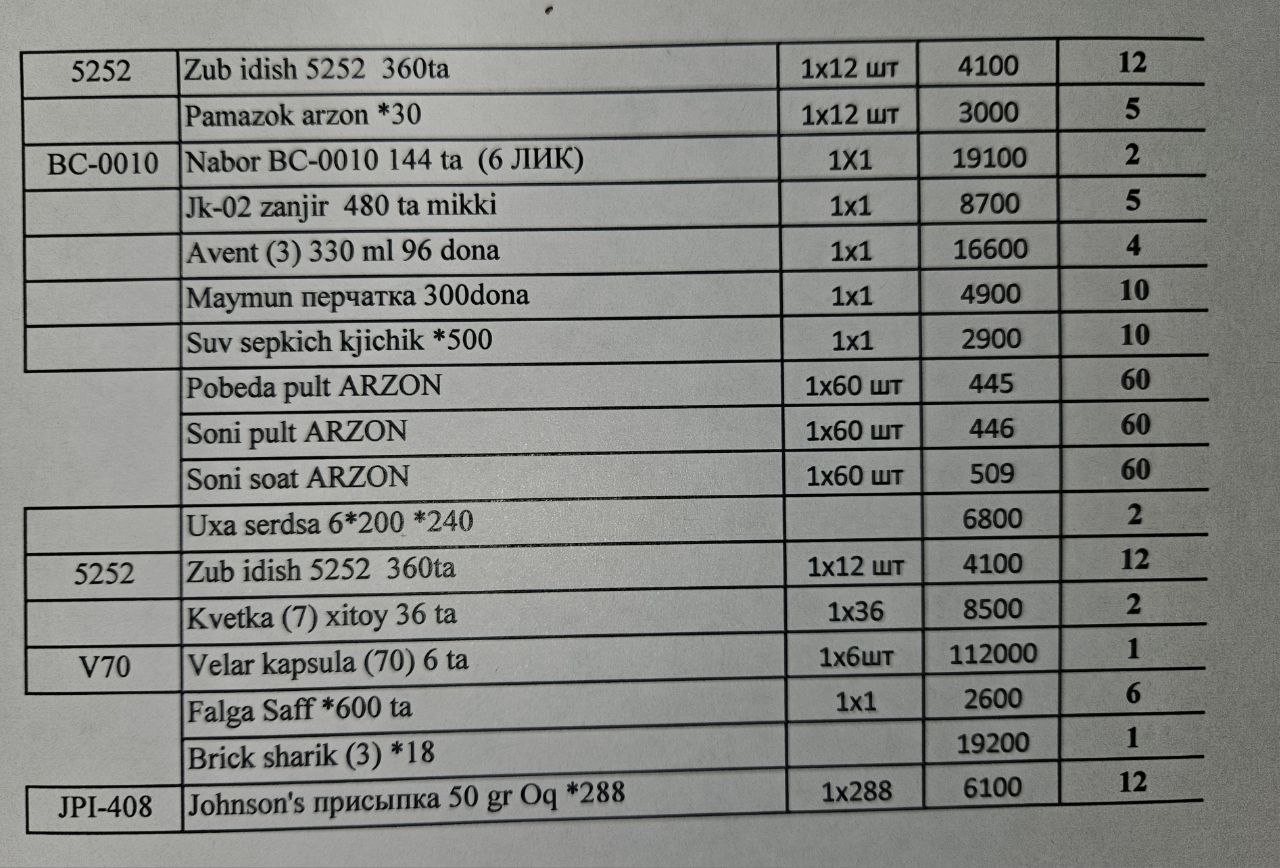 5252 Zub idish 5252 360ta 1x12 шт 4100 12
Pamazok arzon *30 1x12 шт 3000 5
BC-0010 Nabor BC-0010 144 ta (6 ЛИК) 1X1 19100 2
Jk-02 zanjir 480 ta mikki 1x1 8700 5
Avent (3) 330 ml 96 dona 1x1 16600 4
Maymun перчатка 300dona 1x1 4900 10
Suv sepkich kjichik *500 1x1 2900 10
Pobeda pult ARZON 1x60 шт 445 60
Soni pult ARZON 1x60 шт 446 60
Soni soat ARZON 1x60 шт 509 60
Uxa serdsa 6*200 *240 6800 2
5252 Zub idish 5252 360ta 1x12 шт 4100 12
Kvetka (7) xitoy 36 ta 1x36 8500 2
V70 Velar kapsula (70) 6 ta 1x6шт 112000 1
Falga Saff *600 ta 1x1 2600 6
Brick sharik (3) *18 19200 1
JPI-408 Johnson's присыпка 50 gr Oq *288 1x288 6100 12